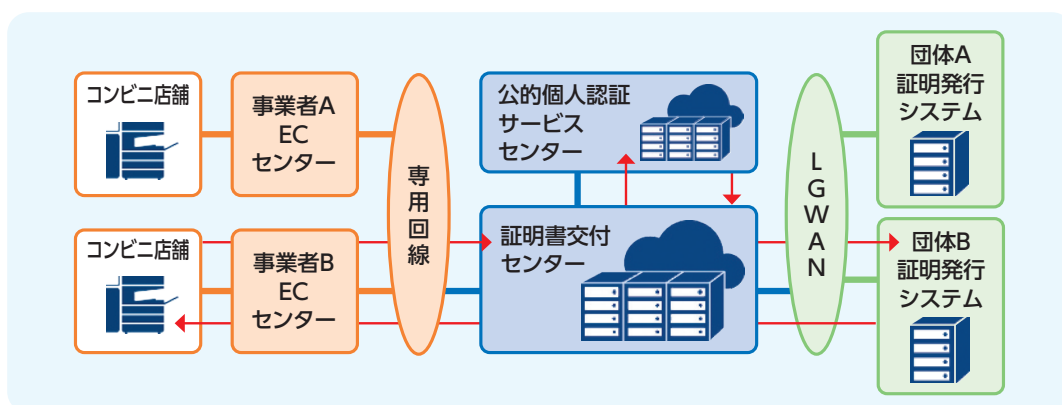 コンビニ店舗
事業者A
EC
センター
専用回線
公的個人認証
サービス
センター
LGWAN
団体A
証明発行
システム
コンビニ店舗
事業者B
EC
センター
証明書交付
センター
団体B
証明発行
システム